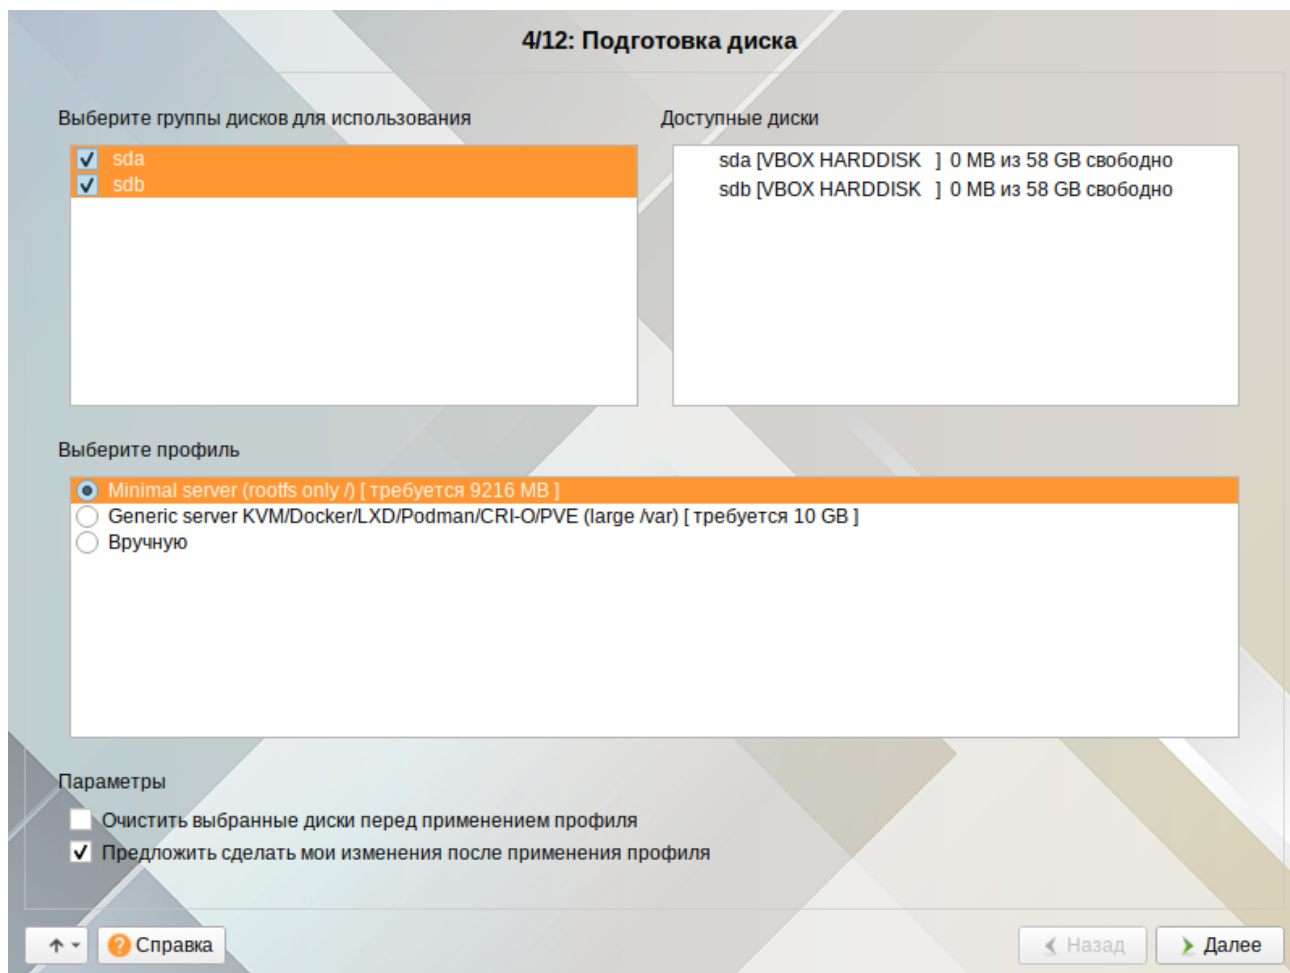 4/12: Подготовка диска
Выберите группы дисков для использования
Доступные диски
sda
sdb
sda [VBOX HARDDISK ] 0 MB из 58 GB свободно
sdb [VBOX HARDDISK ] 0 MB из 58 GB свободно
Выберите профиль
Minimal server (rootfs only /) [ требуется 9216 MB ]
Generic server KVM/Docker/LXD/Podman/CRI-O/PVE (large /var) [ требуется 10 GB ]
Вручную
Параметры
Очистить выбранные диски перед применением профиля
Предложить сделать мои изменения после применения профиля
Справка
Назад
Далее